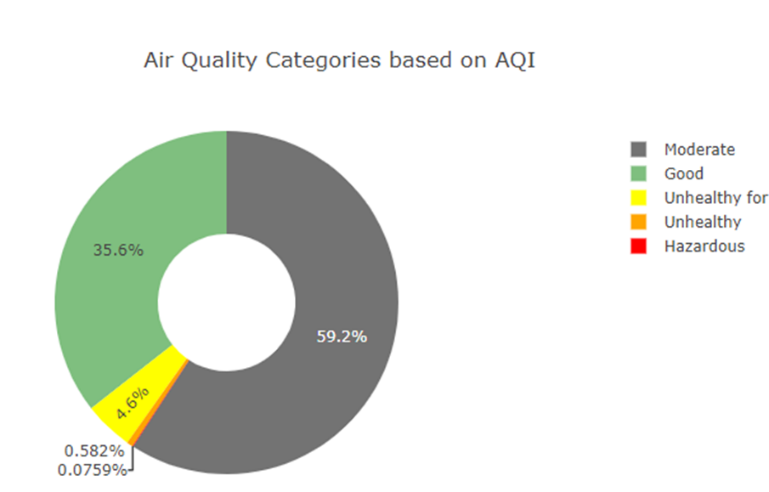 Air Quality Categories based on AQI
Moderate
Good
Unhealthy for
Unhealthy
Hazardous
35.6%
59.2%
4.6%
0.582%
0.0759%